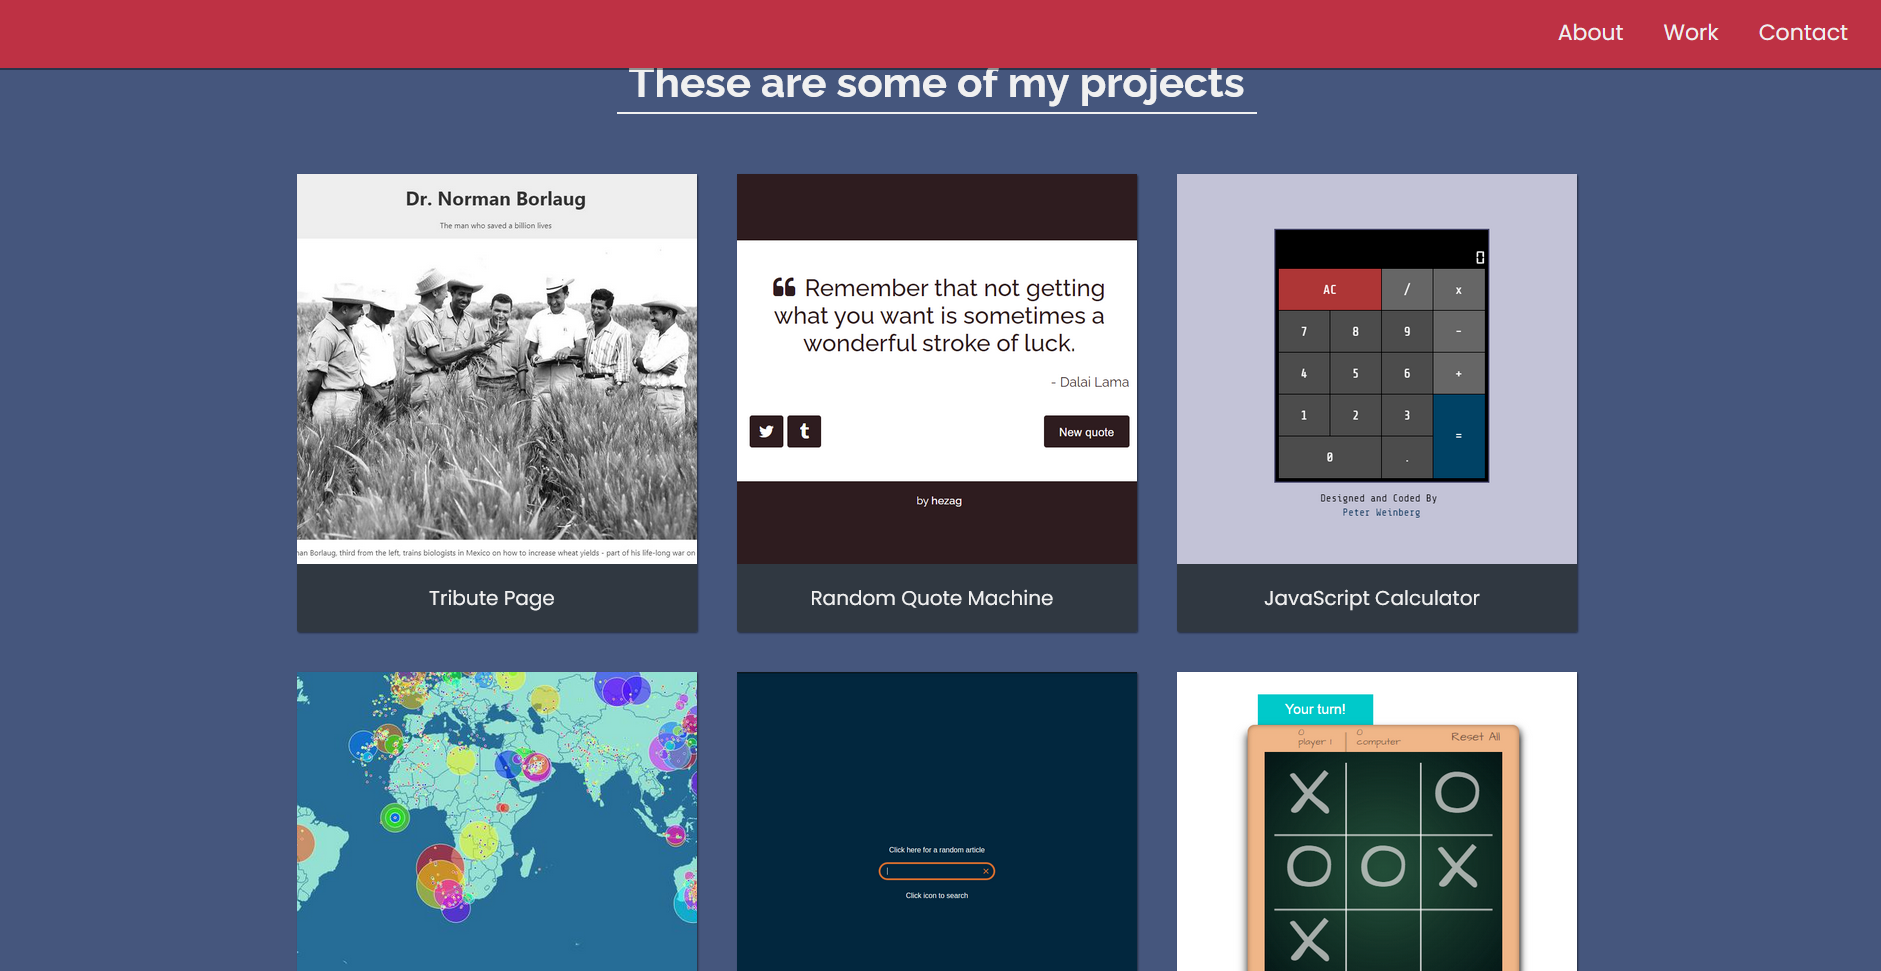 About Work Contact
These are some of my projects
Dr. Norman Borlaug
The man who saved a billion lives
Borlaug, third from the left, trains biologists in Mexico on how to increase wheat yields - part of his life-long war on
Tribute Page
Remember that not getting
what you want is sometimes a
wonderful stroke of luck.
- Dalai Lama
New quote
by hezag
Random Quote Machine
0
AC / x
7 8 9 -
4 5 6 +
1 2 3
=
0 .
Designed and Coded By
Peter Weinberg
JavaScript Calculator
Click here for a random article
Click icon to search
Your turn!
0 0
player 1 computer Reset All
X O
O O X
X